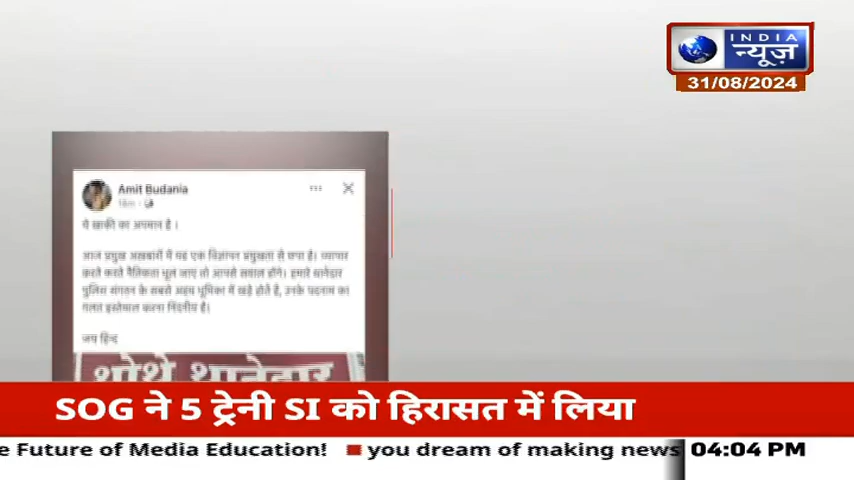 INDIA
न्यूज़
31/08/2024
Amit Budania
ये खाकी का अपमान है ।
आज प्रमुख अखबारों में यह एक विज्ञापन प्रमुखता से छपा है। व्यापार
करते करते नैतिकता भूल जाए तो आपसे सवाल होंगे। हमारे थानेदार
पुलिस संगठन के सबसे अहम भूमिका में खड़े होते है, उनके पदनाम का
गलत इस्तेमाल करना निंदनीय है।
जय हिन्द
थोथे थानेदार
SOG ने 5 ट्रेनी SI को हिरासत में लिया
e Future of Media Education! you dream of making news
04:04 PM